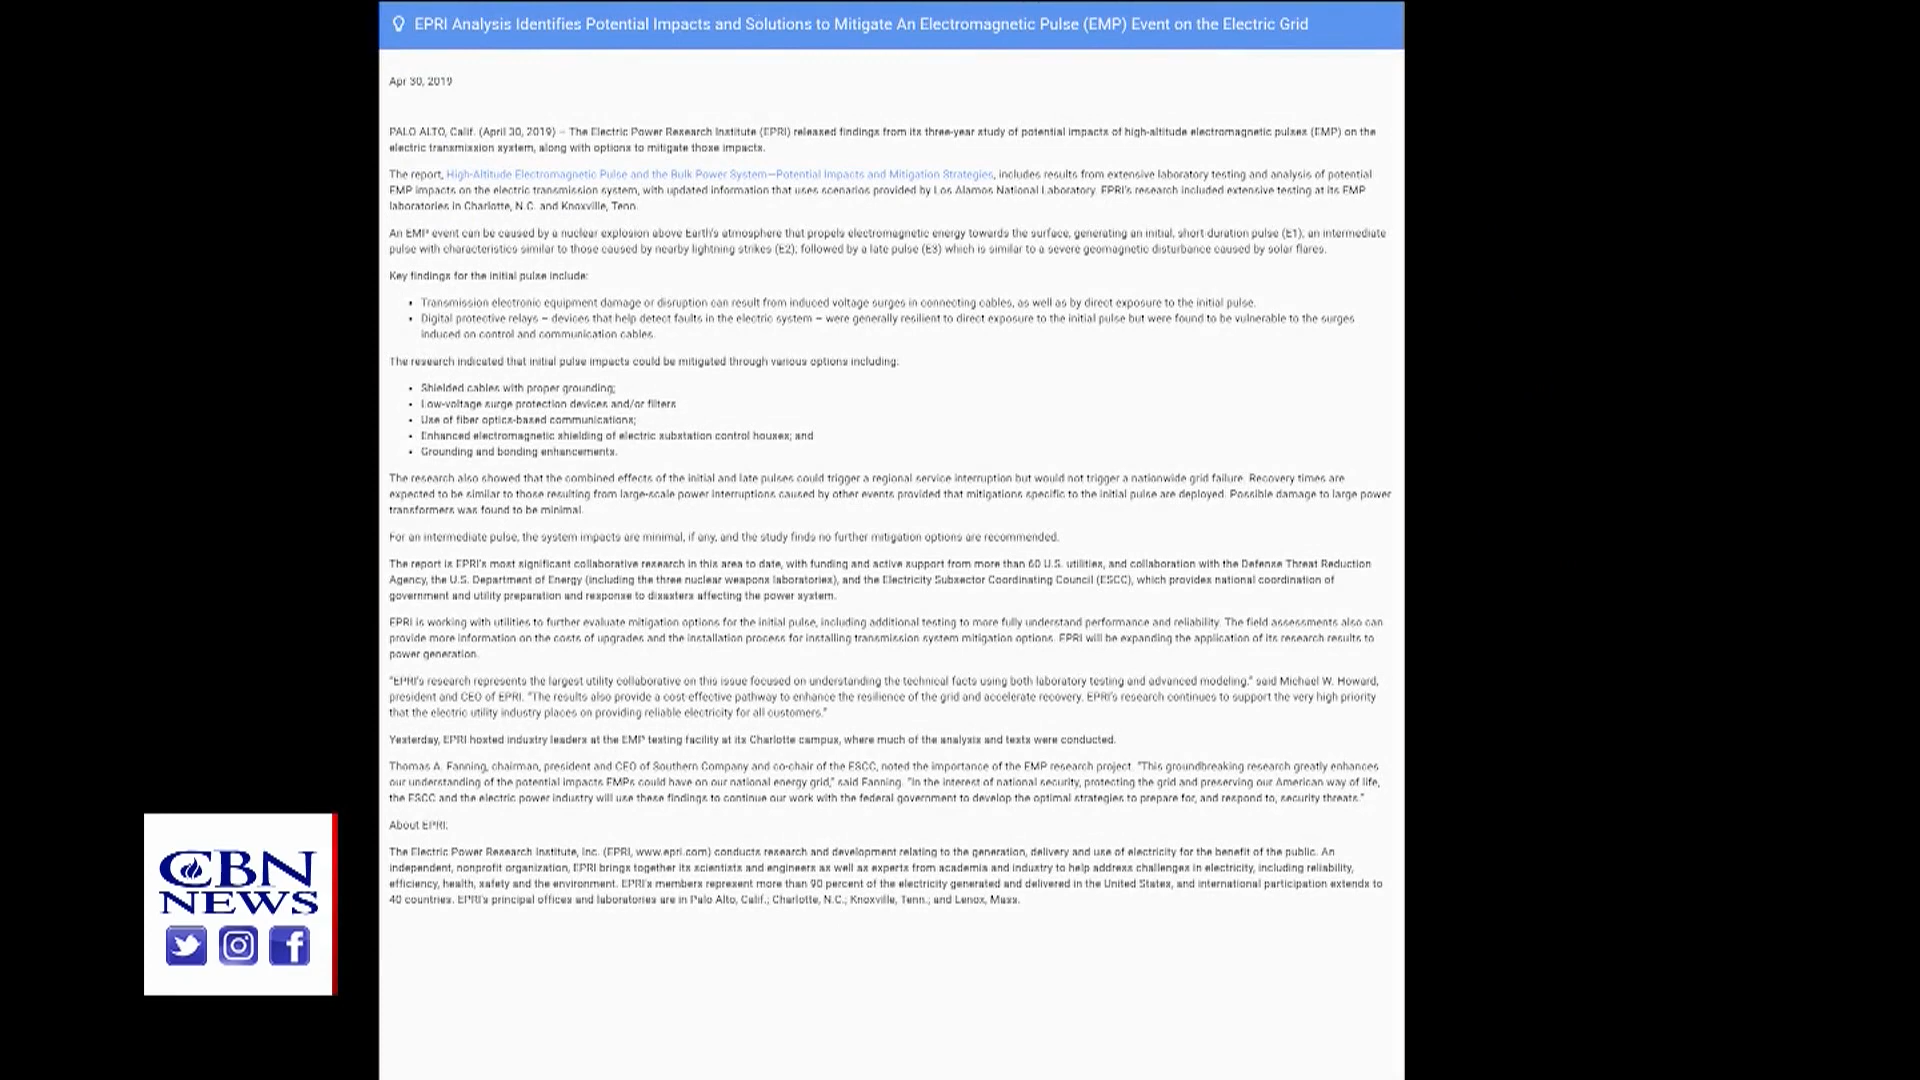 EPRI Analysis Identifies Potential Impacts and Solutions to Mitigate An Electromagnetic Pulse (EMP) Event on the Electric Grid
Apr 30, 2019
PALO ALTO, Calif. (April 30, 2019) – The Electric Power Research Institute (EPRI) released findings from its three-year study of potential impacts of high-altitude electromagnetic pulses (EMP) on the
electric transmission system, along with options to mitigate those impacts.
The report, High-Altitude Electromagnetic Pulse and the Bulk Power System—Potential Impacts and Mitigation Strategies, includes results from extensive laboratory testing and analysis of potential
EMP impacts on the electric transmission system, with updated information that uses scenarios provided by Los Alamos National Laboratory. EPRI's research included extensive testing at its EMP
laboratories in Charlotte, N.C. and Knoxville, Tenn.
An EMP event can be caused by a nuclear explosion above Earth's atmosphere that propels electromagnetic energy towards the surface, generating an initial, short-duration pulse (E1); an intermediate
pulse with characteristics similar to those caused by nearby lightning strikes (E2); followed by a late pulse (E3) which is similar to a severe geomagnetic disturbance caused by solar flares.
Key findings for the initial pulse include:
• Transmission electronic equipment damage or disruption can result from induced voltage surges in connecting cables, as well as by direct exposure to the initial pulse.
• Digital protective relays – devices that help detect faults in the electric system – were generally resilient to direct exposure to the initial pulse but were found to be vulnerable to the surges
induced on control and communication cables.
The research indicated that initial pulse impacts could be mitigated through various options including:
• Shielded cables with proper grounding;
• Low-voltage surge protection devices and/or filters
• Use of fiber optics-based communications;
• Enhanced electromagnetic shielding of electric substation control houses; and
• Grounding and bonding enhancements.
The research also showed that the combined effects of the initial and late pulses could trigger a regional service interruption but would not trigger a nationwide grid failure. Recovery times are
expected to be similar to those resulting from large-scale power interruptions caused by other events provided that mitigations specific to the initial pulse are deployed. Possible damage to large power
transformers was found to be minimal.
For an intermediate pulse, the system impacts are minimal, if any, and the study finds no further mitigation options are recommended.
The report is EPRI's most significant collaborative research in this area to date, with funding and active support from more than 60 U.S. utilities, and collaboration with the Defense Threat Reduction
Agency, the U.S. Department of Energy (including the three nuclear weapons laboratories), and the Electricity Subsector Coordinating Council (ESCC), which provides national coordination of
government and utility preparation and response to disasters affecting the power system.
EPRI is working with utilities to further evaluate mitigation options for the initial pulse, including additional testing to more fully understand performance and reliability. The field assessments also can
provide more information on the costs of upgrades and the installation process for installing transmission system mitigation options. EPRI will be expanding the application of its research results to
power generation.
"EPRI's research represents the largest utility collaborative on this issue focused on understanding the technical facts using both laboratory testing and advanced modeling," said Michael W. Howard,
president and CEO of EPRI. "The results also provide a cost-effective pathway to enhance the resilience of the grid and accelerate recovery. EPRI's research continues to support the very high priority
that the electric utility industry places on providing reliable electricity for all customers."
Yesterday, EPRI hosted industry leaders at the EMP testing facility at its Charlotte campus, where much of the analysis and tests were conducted.
Thomas A. Fanning, chairman, president and CEO of Southern Company and co-chair of the ESCC, noted the importance of the EMP research project. "This groundbreaking research greatly enhances
our understanding of the potential impacts EMPs could have on our national energy grid," said Fanning. "In the interest of national security, protecting the grid and preserving our American way of life,
the ESCC and the electric power industry will use these findings to continue our work with the federal government to develop the optimal strategies to prepare for, and respond to, security threats."
About EPRI:
The Electric Power Research Institute, Inc. (EPRI, www.epri.com) conducts research and development relating to the generation, delivery and use of electricity for the benefit of the public. An
independent, nonprofit organization, EPRI brings together its scientists and engineers as well as experts from academia and industry to help address challenges in electricity, including reliability,
efficiency, health, safety and the environment. EPRI's members represent more than 90 percent of the electricity generated and delivered in the United States, and international participation extends to
40 countries. EPRI's principal offices and laboratories are in Palo Alto, Calif.; Charlotte, N.C.; Knoxville, Tenn.; and Lenox, Mass.
CBN
NEWS